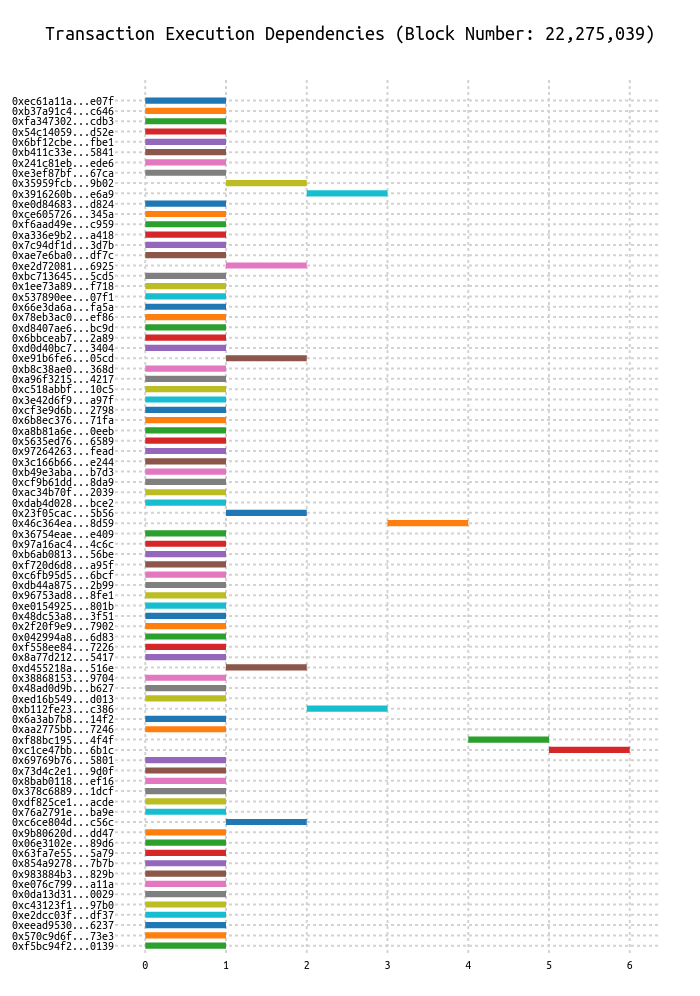 Transaction Execution Dependencies (Block Number: 22,275,039)
0xec61a11a...e07f
0xb37a91c4...c646
0xfa347302...cdb3
0x54c14059...d52e
0x6bf12cbe...fbe1
0xb411c33e...5841
0x241c81eb...ede6
0xe3ef87bf...67ca
0x35959fcb...9b02
0x3916260b...e6a9
0xe0d84683...d824
0xce605726...345a
0xf6aad49e...c959
0xa336e9b2...a418
0x7c94df1d...3d7b
0xae7e6ba0...df7c
0xe2d72081...6925
0xbc713645...5cd5
0x1ee73a89...f718
0x537890ee...07f1
0x66e3da6a...fa5a
0x78eb3ac0...ef86
0xd8407ae6...bc9d
0x6bbceab7...2a89
0xd0d40bc7...3404
0xe91b6fe6...05cd
0xb8c38ae0...368d
0xa96f3215...4217
0xc518abbf...10c5
0x3e42d6f9...a97f
0xcf3e9d6b...2798
0x6b8ec376...71fa
0xa8b81a6e...0eeb
0x5635ed76...6589
0x97264263...fead
0x3c166b66...e244
0xb49e3aba...b7d3
0xcf9b61dd...8da9
0xac34b70f...2039
0xdab4d028...bce2
0x23f05cac...5b56
0x46c364ea...8d59
0x36754eae...e409
0x97a16ac4...4c6c
0xb6ab0813...56be
0xf720d6d8...a95f
0xc6fb95d5...6bcf
0xdb44a875...2b99
0x96753ad8...8fe1
0xe0154925...801b
0x48dc53a8...3f51
0x2f20f9e9...7902
0x042994a8...6d83
0xf558ee84...7226
0x8a77d212...5417
0xd455218a...516e
0x38868153...9704
0x48ad0d9b...b627
0xed16b549...d013
0xb112fe23...c386
0x6a3ab7b8...14f2
0xaa2775bb...7246
0xf88bc195...4f4f
0xc1ce47bb...6b1c
0x69769b76...5801
0x73d4c2e1...9d0f
0x8bab0118...ef16
0x378c6889...1dcf
0xdf825ce1...acde
0x76a2791e...ba9e
0xc6ce804d...c56c
0x9b80620d...dd47
0x06e3102e...89d6
0x63fa7e55...5a79
0x854a9278...7b7b
0x983884b3...829b
0xe076c799...a11a
0x0da13d31...0029
0xc43123f1...97b0
0xe2dcc03f...df37
0xeead9530...6237
0x570c9d6f...73e3
0xf5bc94f2...0139
0 1 2 3 4 5 6